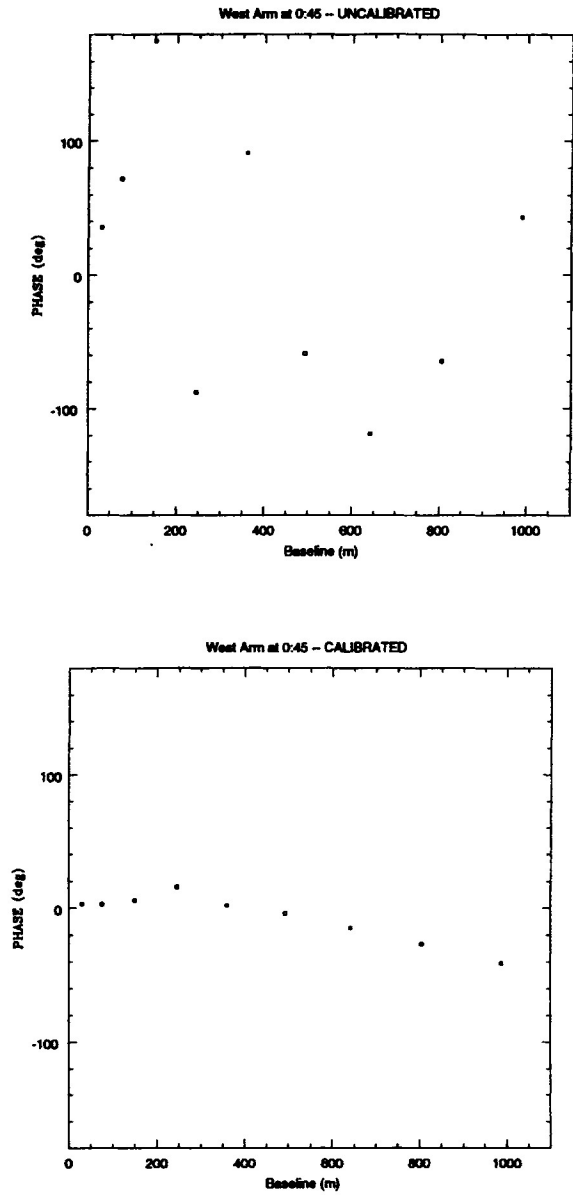 West Arm at 0:45 -- UNCALIBRATED
100
0
-100
PHASE (deg)
0 200 400 600 800 1000
Baseline (m)
West Arm at 0:45 -- CALIBRATED
100
0
-100
PHASE (deg)
0 200 400 600 800 1000
Baseline (m)